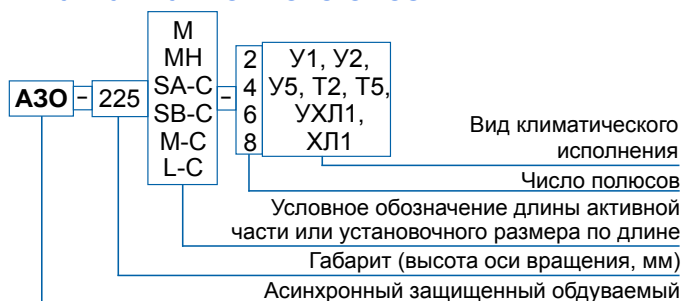 М
МН
SA-C
SB-C
M-C
L-C
2
4
6
8
У1, У2,
У5, Т2, Т5,
УХЛ1,
ХЛ1
АЗО - 225 -
Вид климатического
исполнения
Число полюсов
Условное обозначение длины активной
части или установочного размера по длине
Габарит (высота оси вращения, мм)
Асинхронный защищенный обдуваемый